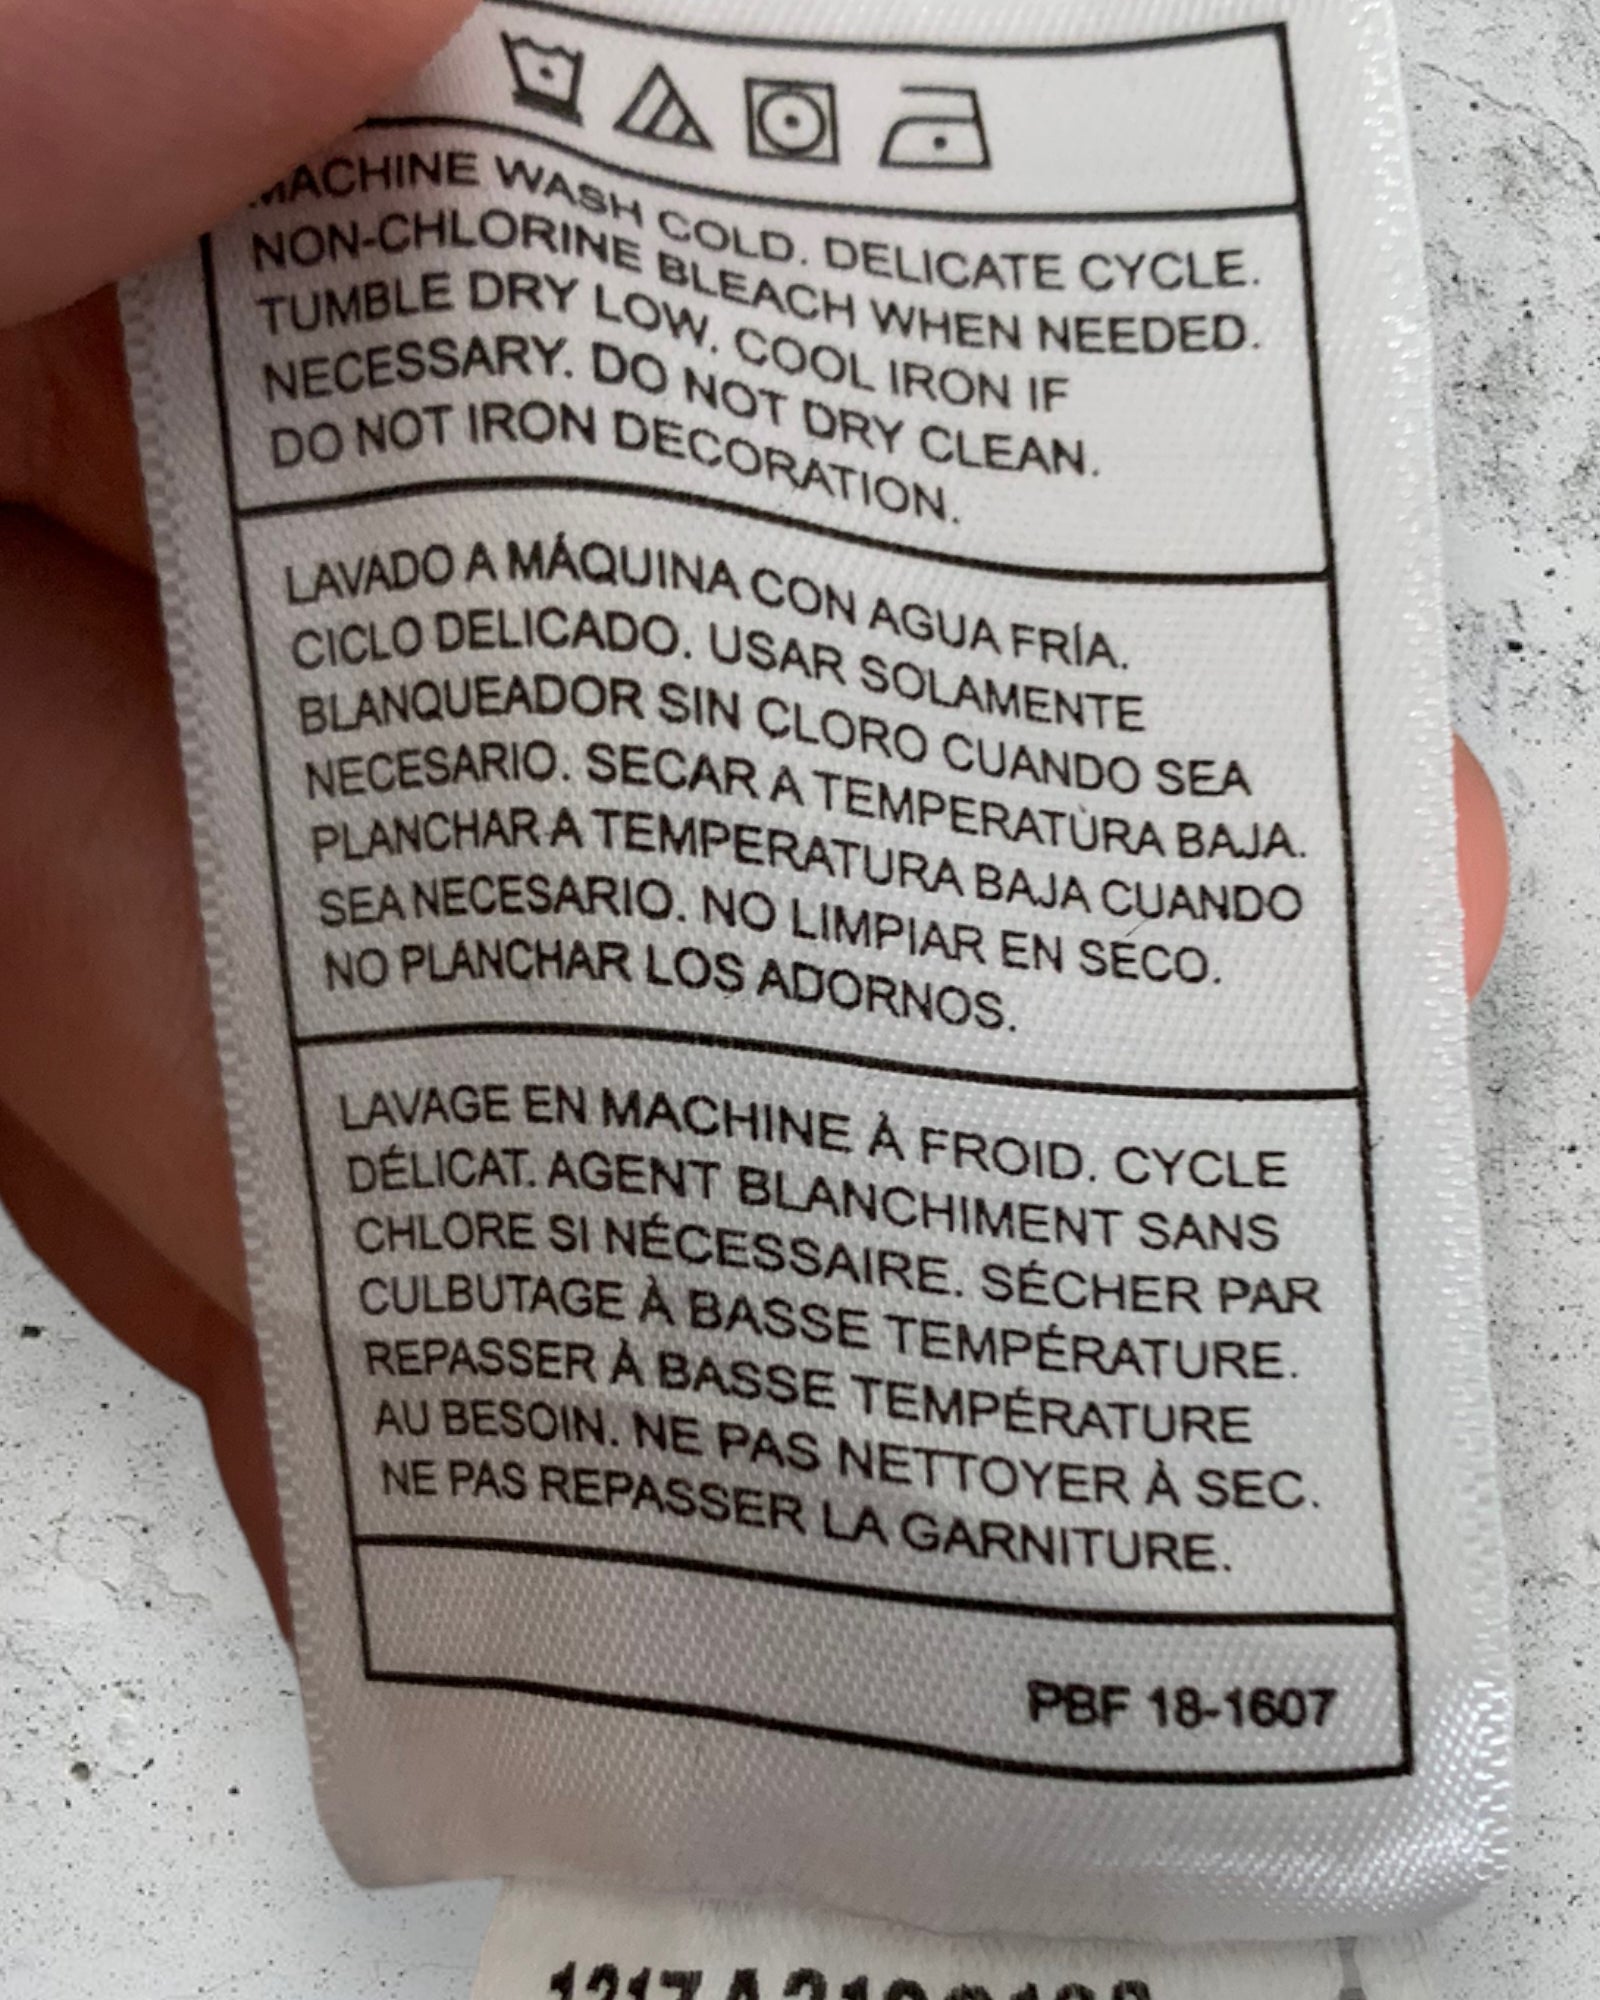 MACHINE WASH COLD. DELICATE CYCLE.
NON-CHLORINE BLEACH WHEN NEEDED.
TUMBLE DRY LOW. COOL IRON IF
NECESSARY. DO NOT DRY CLEAN.
DO NOT IRON DECORATION.
LAVADO A MÁQUINA CON AGUA FRÍA.
CICLO DELICADO. USAR SOLAMENTE
BLANQUEADOR SIN CLORO CUANDO SEA
NECESARIO. SECAR A TEMPERATURA BAJA.
PLANCHAR A TEMPERATURA BAJA CUANDO
SEA NECESARIO. NO LIMPIAR EN SECO.
NO PLANCHAR LOS ADORNOS.
LAVAGE EN MACHINE À FROID. CYCLE
DÉLICAT. AGENT BLANCHIMENT SANS
CHLORE SI NÉCESSAIRE. SÉCHER PAR
CULBUTAGE À BASSE TEMPÉRATURE.
REPASSER À BASSE TEMPÉRATURE
AU BESOIN. NE PAS NETTOYER À SEC.
NE PAS REPASSER LA GARNITURE.
PBF 18-1607